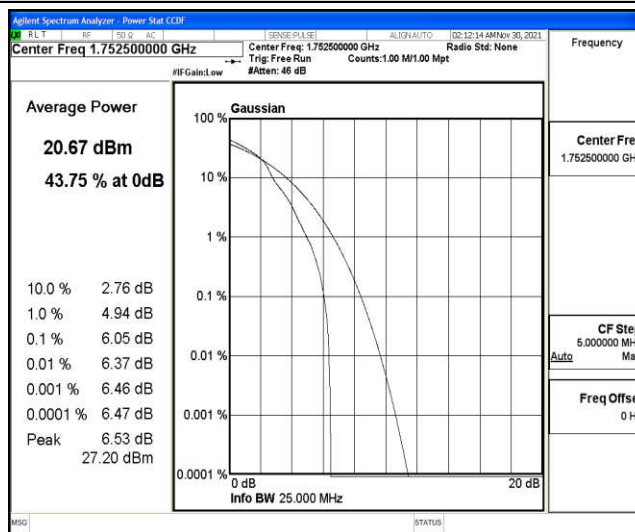 Agilent Spectrum Analyzer - Power Stat CCDF
RLT RF 50 Ω AC SENSE:PULSE ALIGNAUTO 02:12:14 AM Nov 30, 2021
Center Freq 1.752500000 GHz
Center Freq: 1.752500000 GHz Radio Std: None
Trig: Free Run Counts:1.00 M/1.00 Mpt
#IFGain:Low #Atten: 46 dB
Frequency
Average Power
20.67 dBm
43.75 % at 0dB
10.0 % 2.76 dB
1.0 % 4.94 dB
0.1 % 6.05 dB
0.01 % 6.37 dB
0.001 % 6.46 dB
0.0001 % 6.47 dB
Peak 6.53 dB
27.20 dBm
Gaussian
100 %
10 %
1 %
0.1 %
0.01 %
0.001 %
0.0001 %
0 dB 20 dB
Info BW 25.000 MHz
Center Fre
1.752500000 GH
CF Ste
5.000000 MH
Auto Ma
Freq Offse
0 H
MSG STATUS